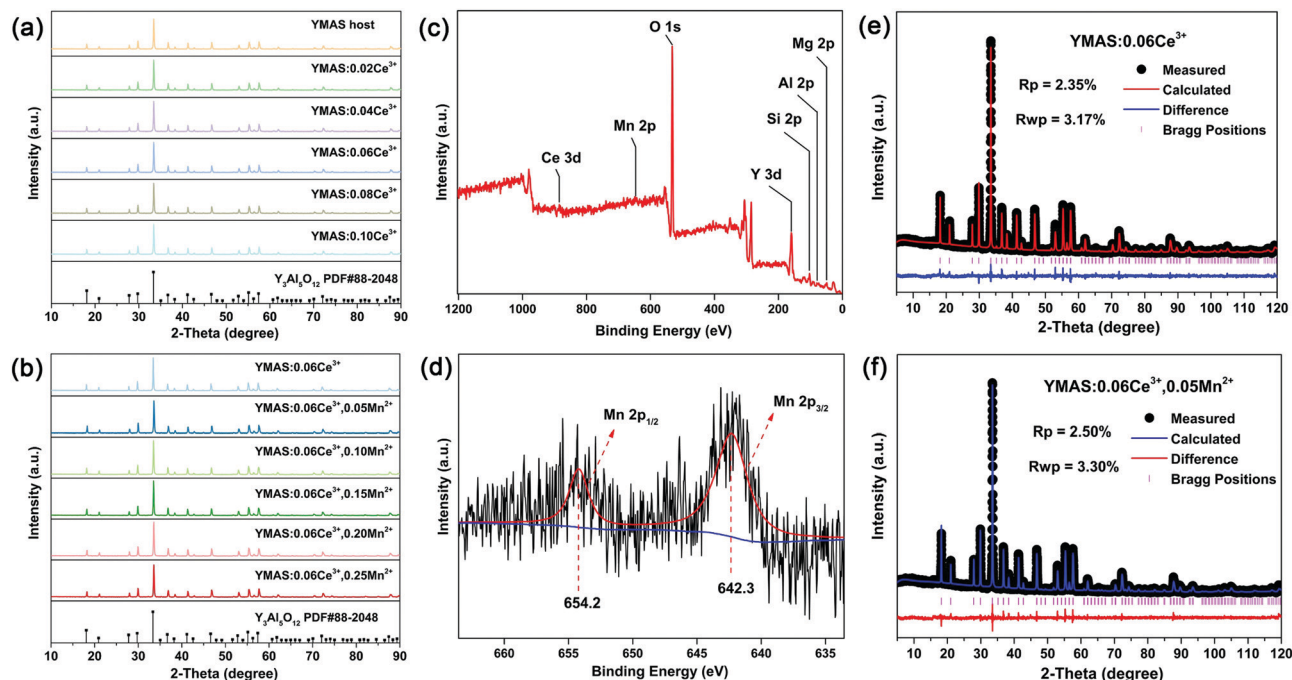 (a)
YMAS host
YMAS:0.02Ce³⁺
YMAS:0.04Ce³⁺
YMAS:0.06Ce³⁺
YMAS:0.08Ce³⁺
YMAS:0.10Ce³⁺
Y₃Al₅O₁₂ PDF#88-2048
Intensity (a.u.)
10 20 30 40 50 60 70 80 90
2-Theta (degree)
(b)
YMAS:0.06Ce³⁺
YMAS:0.06Ce³⁺,0.05Mn²⁺
YMAS:0.06Ce³⁺,0.10Mn²⁺
YMAS:0.06Ce³⁺,0.15Mn²⁺
YMAS:0.06Ce³⁺,0.20Mn²⁺
YMAS:0.06Ce³⁺,0.25Mn²⁺
Y₃Al₅O₁₂ PDF#88-2048
Intensity (a.u.)
10 20 30 40 50 60 70 80 90
2-Theta (degree)
(c)
O 1s
Mg 2p
Al 2p
Si 2p
Mn 2p
Ce 3d
Y 3d
Intensity (a.u.)
1200 1000 800 600 400 200 0
Binding Energy (eV)
(d)
Mn 2p₁/₂
Mn 2p₃/₂
654.2
642.3
Intensity (a.u.)
660 655 650 645 640 635
Binding Energy (eV)
(e)
YMAS:0.06Ce³⁺
Rp = 2.35%
Rwp = 3.17%
Measured
Calculated
Difference
Bragg Positions
Intensity (a.u.)
10 20 30 40 50 60 70 80 90 100 110 120
2-Theta (degree)
(f)
YMAS:0.06Ce³⁺,0.05Mn²⁺
Rp = 2.50%
Rwp = 3.30%
Measured
Calculated
Difference
Bragg Positions
Intensity (a.u.)
10 20 30 40 50 60 70 80 90 100 110 120
2-Theta (degree)